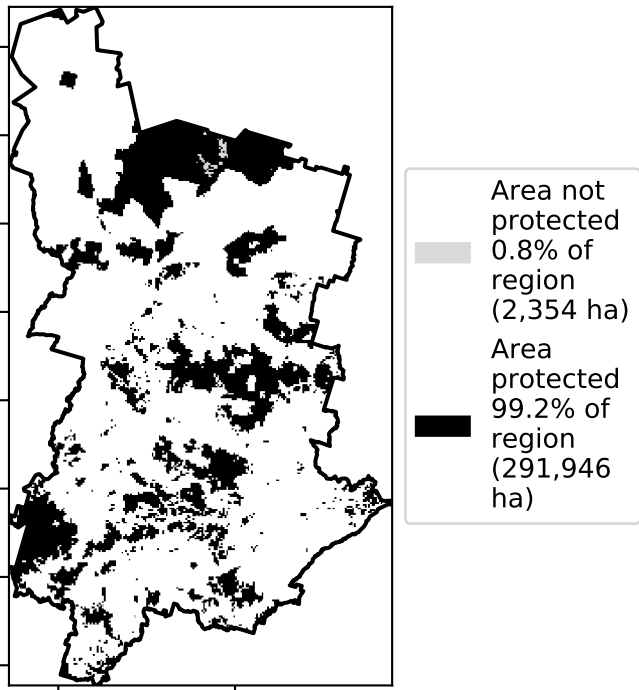 Area not
protected
0.8% of
region
(2,354 ha)
Area
protected
99.2% of
region
(291,946
ha)